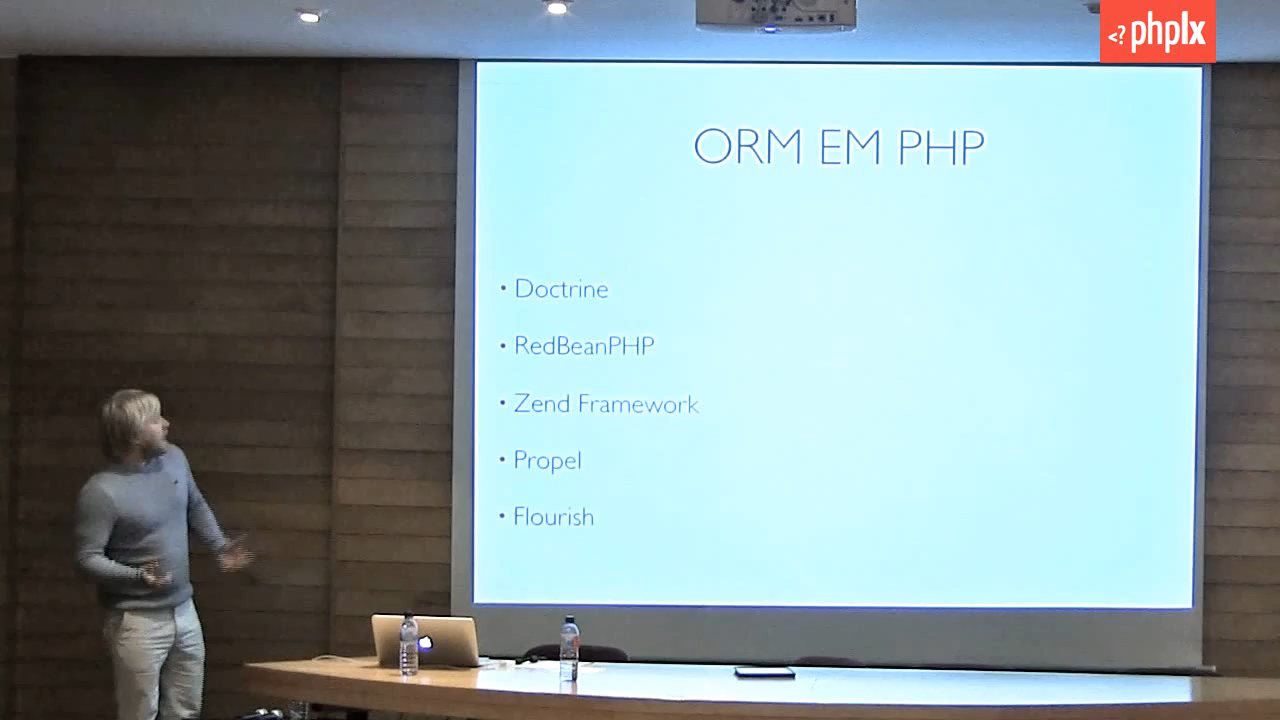 <? phplx
ORM EM PHP
• Doctrine
• RedBeanPHP
• Zend Framework
• Propel
• Flourish